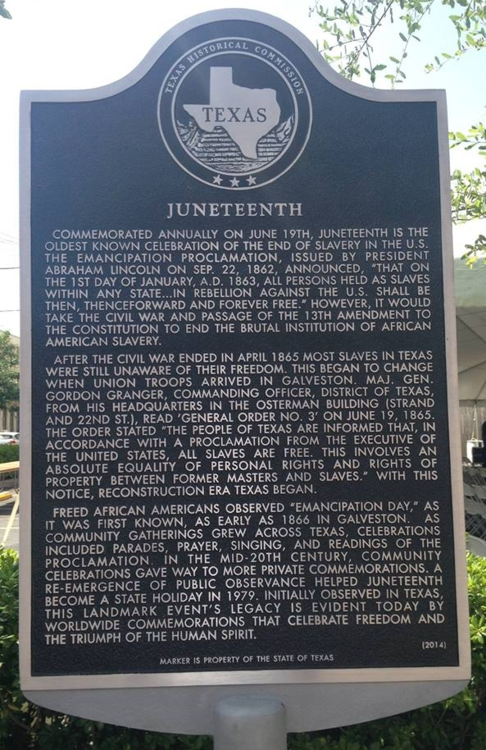 TEXAS HISTORICAL COMMISSION
TEXAS
JUNETEENTH
COMMEMORATED ANNUALLY ON JUNE 19TH, JUNETEENTH IS THE
OLDEST KNOWN CELEBRATION OF THE END OF SLAVERY IN THE U.S.
THE EMANCIPATION PROCLAMATION, ISSUED BY PRESIDENT
ABRAHAM LINCOLN ON SEP. 22, 1862, ANNOUNCED, "THAT ON
THE 1ST DAY OF JANUARY, A.D. 1863, ALL PERSONS HELD AS SLAVES
WITHIN ANY STATE...IN REBELLION AGAINST THE U.S. SHALL BE
THEN, THENCEFORWARD AND FOREVER FREE." HOWEVER, IT WOULD
TAKE THE CIVIL WAR AND PASSAGE OF THE 13TH AMENDMENT TO
THE CONSTITUTION TO END THE BRUTAL INSTITUTION OF AFRICAN
AMERICAN SLAVERY.
AFTER THE CIVIL WAR ENDED IN APRIL 1865 MOST SLAVES IN TEXAS
WERE STILL UNAWARE OF THEIR FREEDOM. THIS BEGAN TO CHANGE
WHEN UNION TROOPS ARRIVED IN GALVESTON. MAJ. GEN.
GORDON GRANGER, COMMANDING OFFICER, DISTRICT OF TEXAS,
FROM HIS HEADQUARTERS IN THE OSTERMAN BUILDING (STRAND
AND 22ND ST.), READ 'GENERAL ORDER NO. 3' ON JUNE 19, 1865.
THE ORDER STATED "THE PEOPLE OF TEXAS ARE INFORMED THAT, IN
ACCORDANCE WITH A PROCLAMATION FROM THE EXECUTIVE OF
THE UNITED STATES, ALL SLAVES ARE FREE. THIS INVOLVES AN
ABSOLUTE EQUALITY OF PERSONAL RIGHTS AND RIGHTS OF
PROPERTY BETWEEN FORMER MASTERS AND SLAVES." WITH THIS
NOTICE, RECONSTRUCTION ERA TEXAS BEGAN.
FREED AFRICAN AMERICANS OBSERVED "EMANCIPATION DAY," AS
IT WAS FIRST KNOWN, AS EARLY AS 1866 IN GALVESTON. AS
COMMUNITY GATHERINGS GREW ACROSS TEXAS, CELEBRATIONS
INCLUDED PARADES, PRAYER, SINGING, AND READINGS OF THE
PROCLAMATION. IN THE MID-20TH CENTURY, COMMUNITY
CELEBRATIONS GAVE WAY TO MORE PRIVATE COMMEMORATIONS. A
RE-EMERGENCE OF PUBLIC OBSERVANCE HELPED JUNETEENTH
BECOME A STATE HOLIDAY IN 1979. INITIALLY OBSERVED IN TEXAS,
THIS LANDMARK EVENT'S LEGACY IS EVIDENT TODAY BY
WORLDWIDE COMMEMORATIONS THAT CELEBRATE FREEDOM AND
THE TRIUMPH OF THE HUMAN SPIRIT.
(2014)
MARKER IS PROPERTY OF THE STATE OF TEXAS